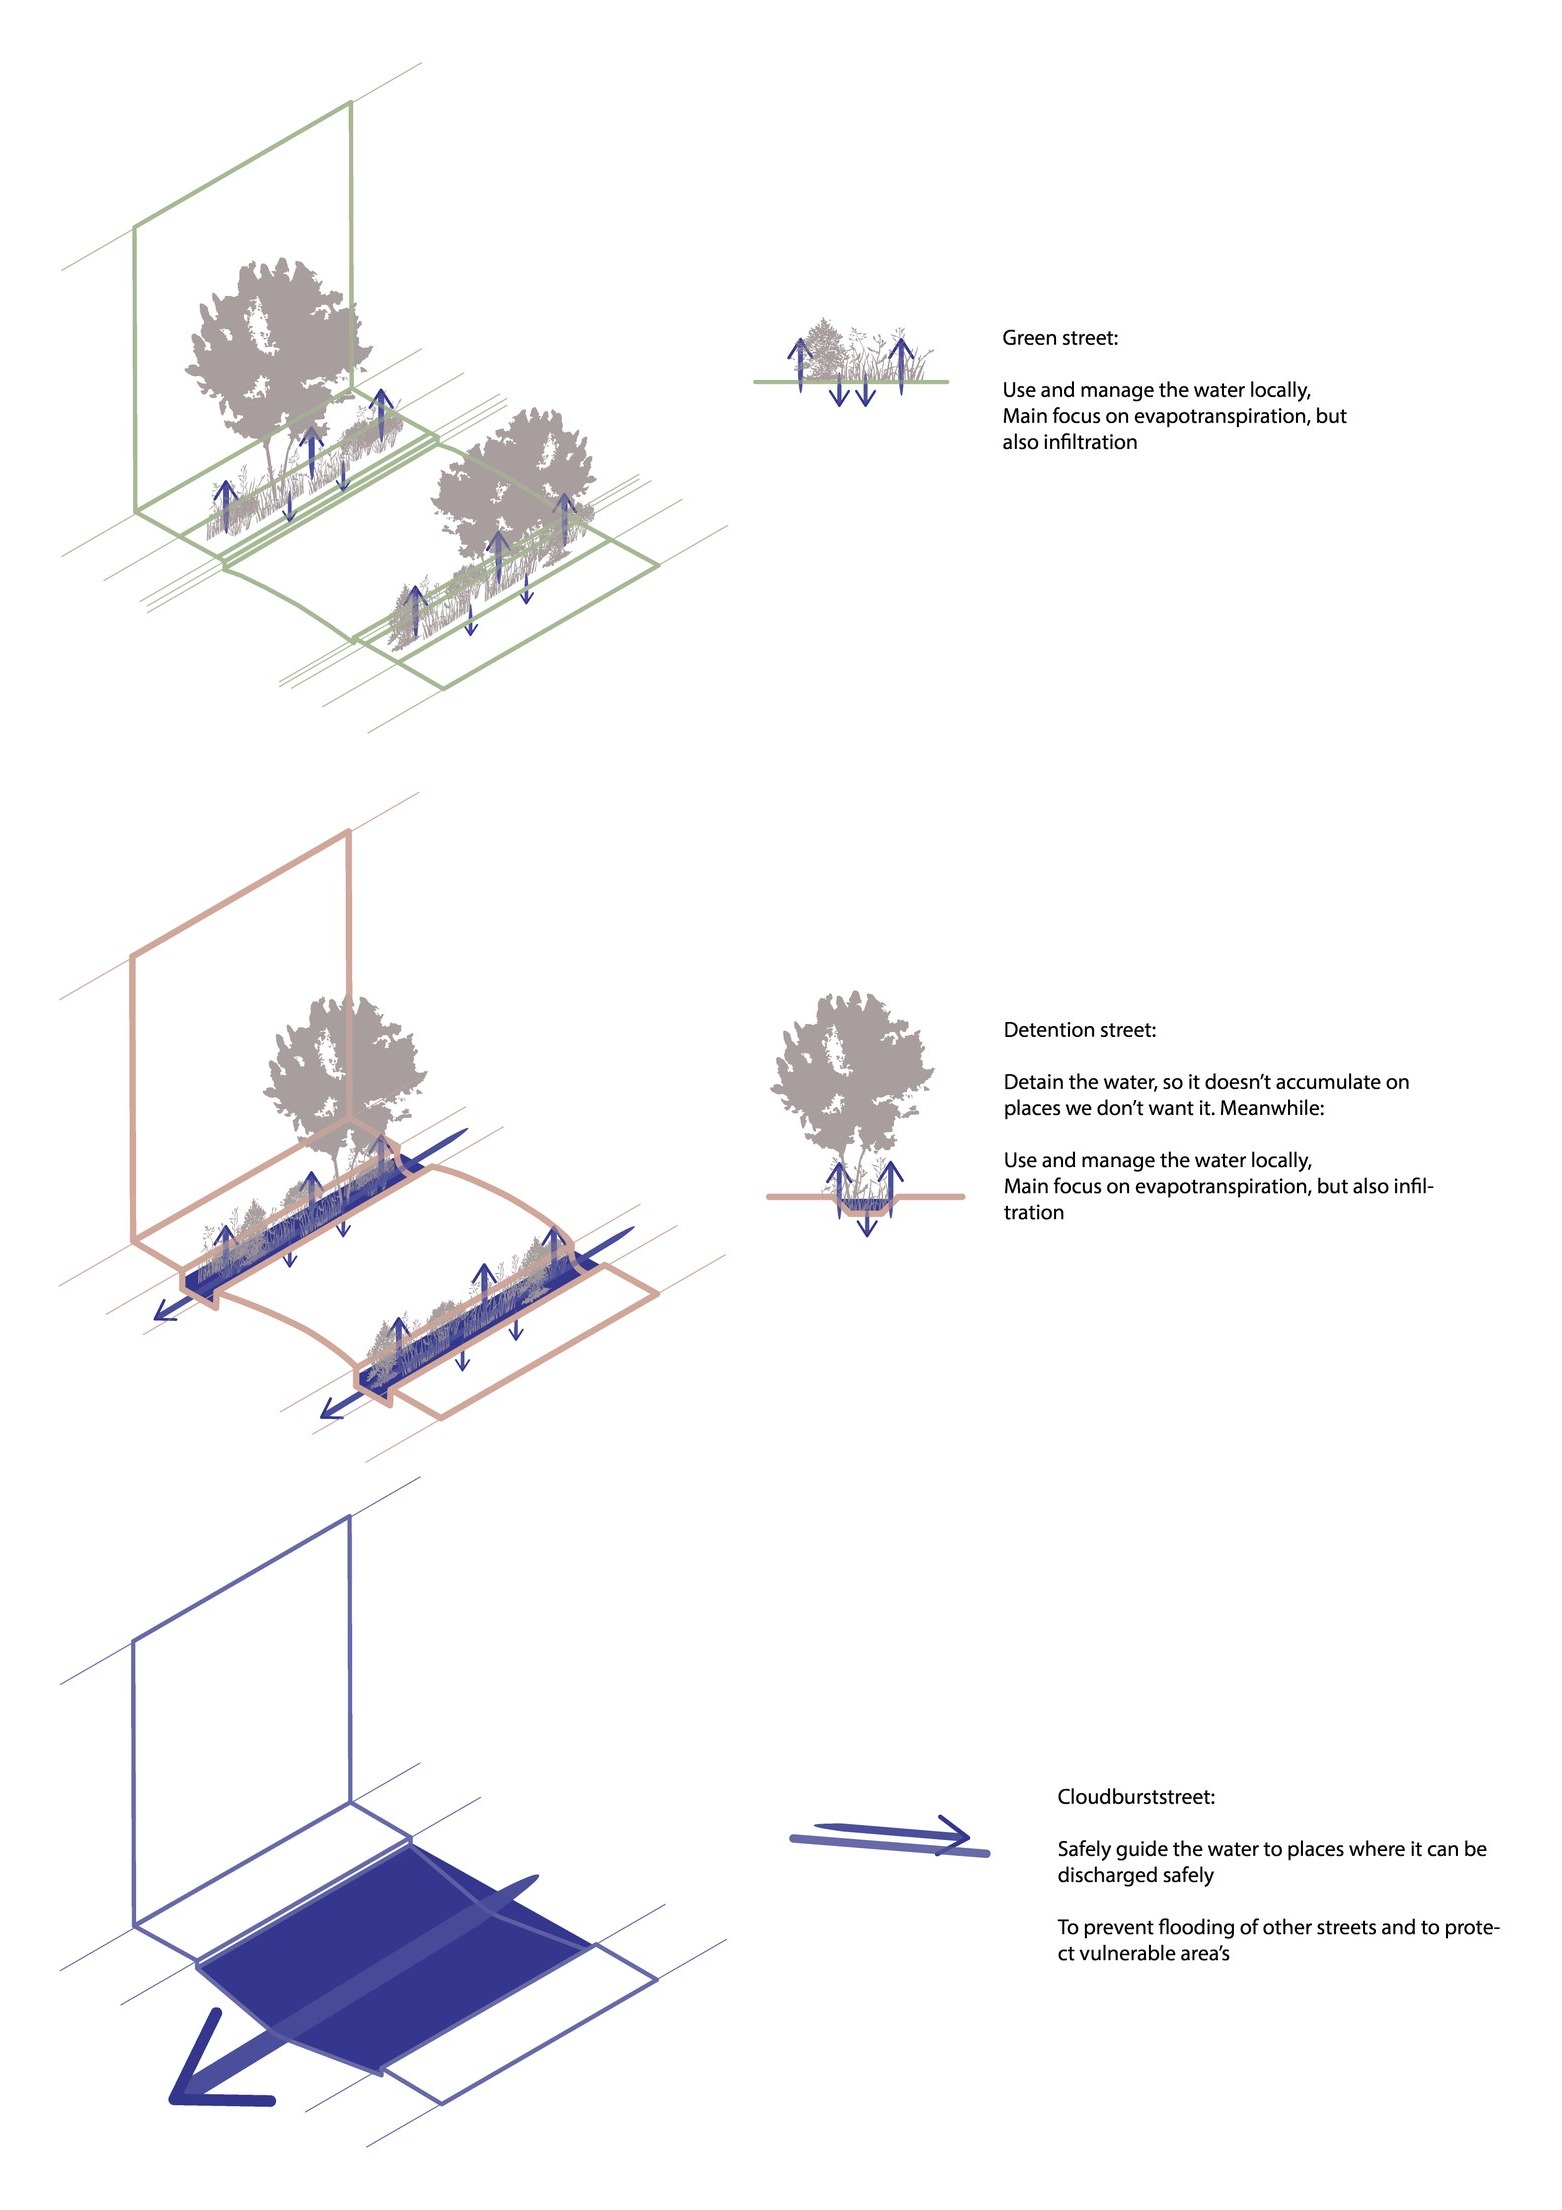 Green street:
Use and manage the water locally,
Main focus on evapotranspiration, but
also infiltration
Detention street:
Detain the water, so it doesn't accumulate on
places we don't want it. Meanwhile:
Use and manage the water locally,
Main focus on evapotranspiration, but also infil-
tration
Cloudburststreet:
Safely guide the water to places where it can be
discharged safely
To prevent flooding of other streets and to prote-
ct vulnerable area's